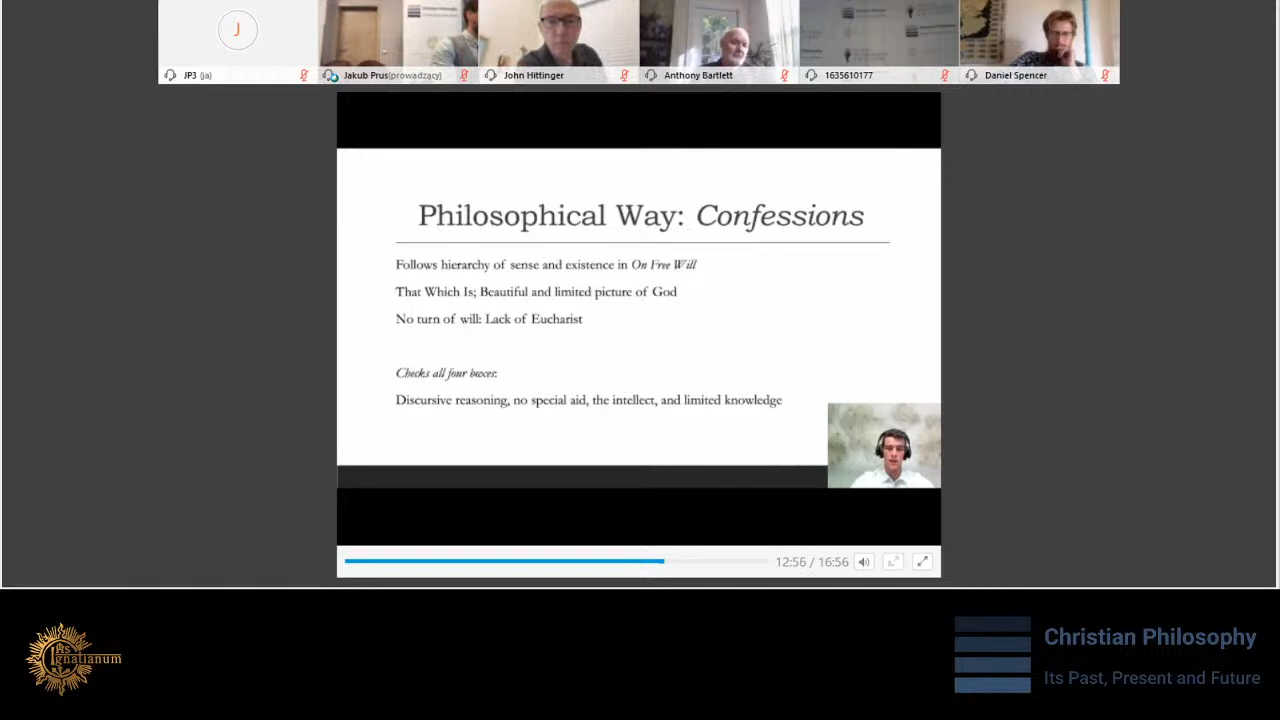 J
JP3 (ja)
Jakub Prus(prowadzący)
John Hittinger
Anthony Bartlett
1635610177
Daniel Spencer
Philosophical Way: Confessions
Follows hierarchy of sense and existence in On Free Will
That Which Is; Beautiful and limited picture of God
No turn of will: Lack of Eucharist
Checks all four boxes:
Discursive reasoning, no special aid, the intellect, and limited knowledge
12:56 / 16:56
Ignatianum
Christian Philosophy
Its Past, Present and Future